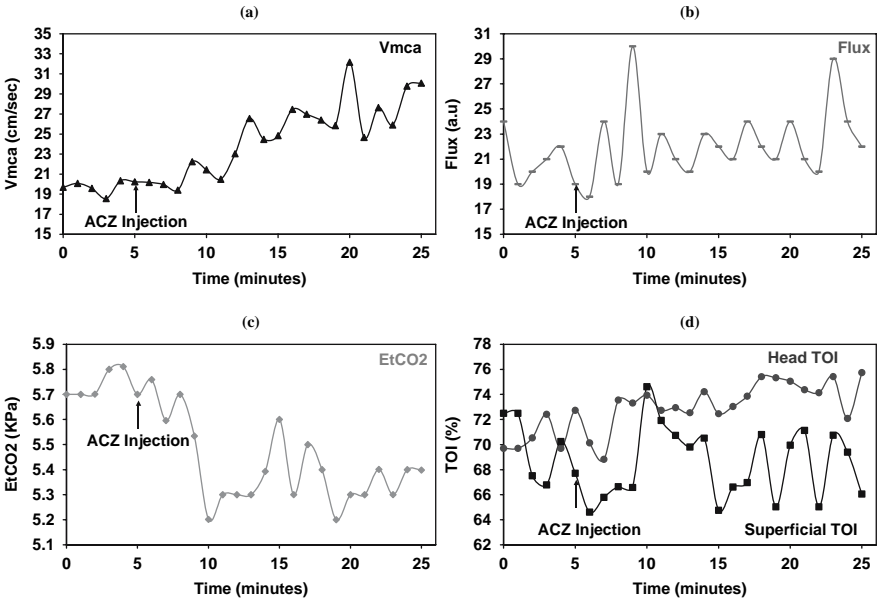 (a)
Vmca
Vmca (cm/sec)
35
33
31
29
27
25
23
21
19
17
15
ACZ Injection
0 5 10 15 20 25
Time (minutes)
(b)
Flux
Flux (a.u)
31
29
27
25
23
21
19
17
15
ACZ Injection
0 5 10 15 20 25
Time (minutes)
(c)
EtCO2
EtCO2 (KPa)
5.9
5.8
5.7
5.6
5.5
5.4
5.3
5.2
5.1
ACZ Injection
0 5 10 15 20 25
Time (minutes)
(d)
Head TOI
TOI (%)
78
76
74
72
70
68
66
64
62
ACZ Injection
Superficial TOI
0 5 10 15 20 25
Time (minutes)